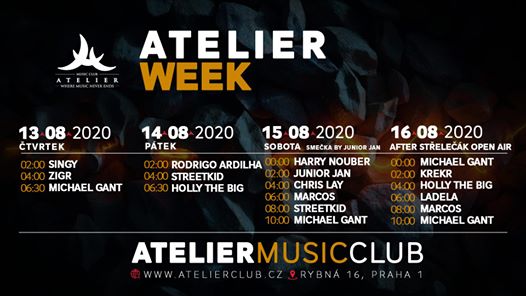 MUSIC CLUB
ATELIER
WHERE MUSIC NEVER ENDS
ATELIER
WEEK
13•08•2020
ČTVRTEK
02:00 SINGY
04:00 ZIGR
06:30 MICHAEL GANT
14•08•2020
PÁTEK
02:00 RODRIGO ARDILHA
04:00 STREETKID
06:30 HOLLY THE BIG
15•08•2020
SOBOTA SMEČKA BY JUNIOR JAN
00:00 HARRY NOUBER
02:00 JUNIOR JAN
04:00 CHRIS LAY
06:00 MARCOS
08:00 STREETKID
10:00 MICHAEL GANT
16•08•2020
AFTER STŘELEČÁK OPEN AIR
00:00 MICHAEL GANT
02:00 KREKR
04:00 HOLLY THE BIG
06:00 LADELA
08:00 MARCOS
10:00 MICHAEL GANT
ATELIERMUSICCLUB
WWW.ATELIERCLUB.CZ RYBNÁ 16, PRAHA 1